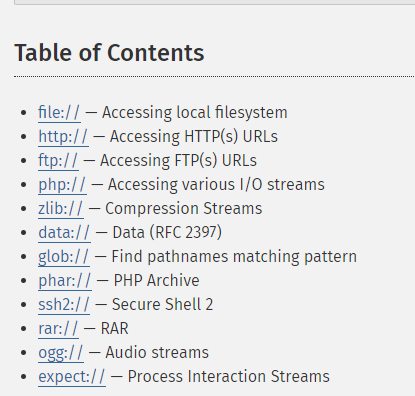 Table of Contents
• file:// — Accessing local filesystem
• http:// — Accessing HTTP(s) URLs
• ftp:// — Accessing FTP(s) URLs
• php:// — Accessing various I/O streams
• zlib:// — Compression Streams
• data:// — Data (RFC 2397)
• glob:// — Find pathnames matching pattern
• phar:// — PHP Archive
• ssh2:// — Secure Shell 2
• rar:// — RAR
• ogg:// — Audio streams
• expect:// — Process Interaction Streams